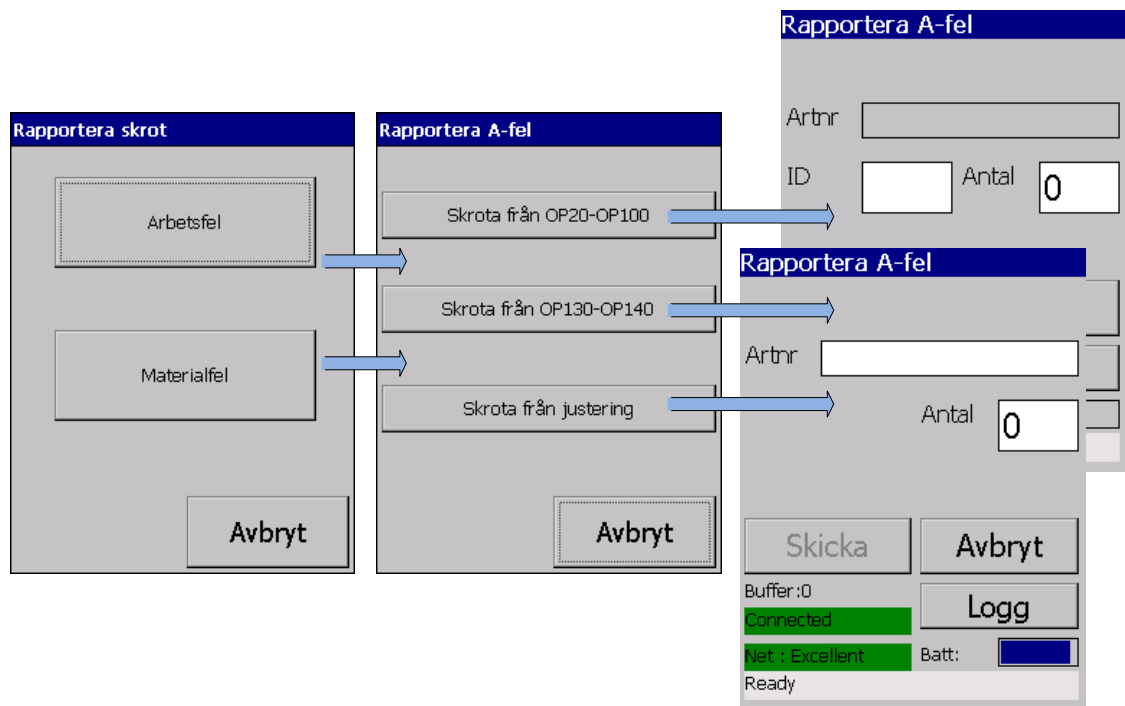 Rapportera skrot
Arbetsfel
Materialfel
Avbryt
Rapportera A-fel
Skrota från OP20-OP100
Skrota från OP130-OP140
Skrota från justering
Avbryt
Rapportera A-fel
Artnr
ID
Antal 0
Rapportera A-fel
Artnr
Antal 0
Skicka
Avbryt
Buffer:0
Connected
Logg
Net : Excellent
Batt:
Ready